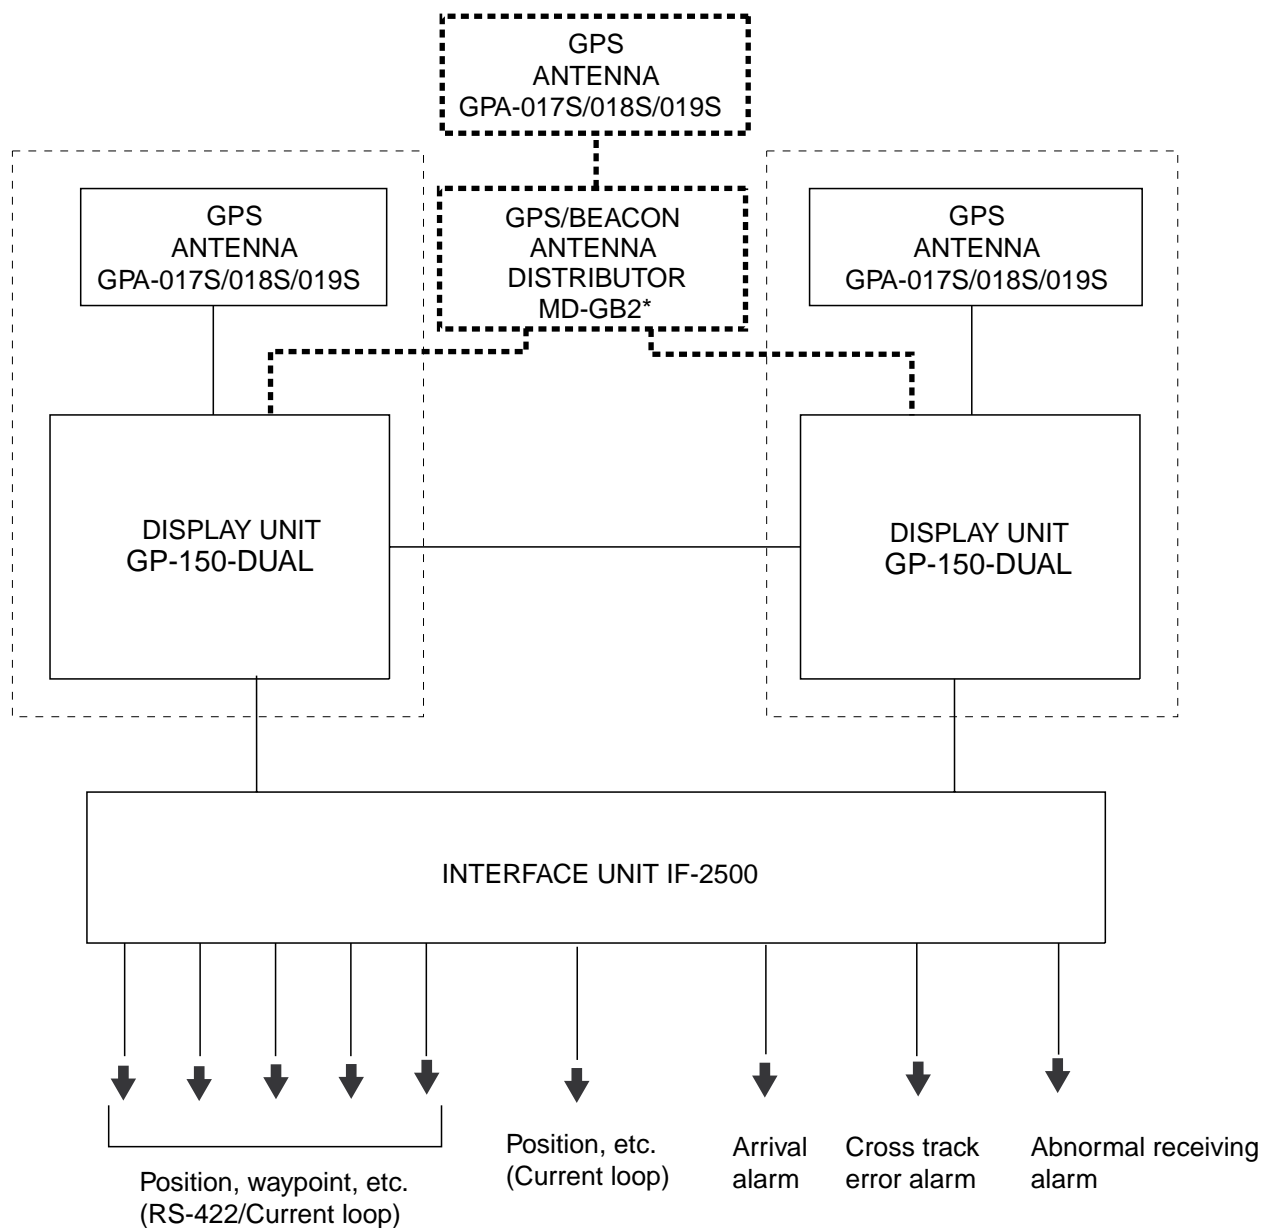 GPS
ANTENNA
GPA-017S/018S/019S
GPS
ANTENNA
GPA-017S/018S/019S
GPS/BEACON
ANTENNA
DISTRIBUTOR
MD-GB2*
GPS
ANTENNA
GPA-017S/018S/019S
DISPLAY UNIT
GP-150-DUAL
DISPLAY UNIT
GP-150-DUAL
INTERFACE UNIT IF-2500
Position, waypoint, etc.
(RS-422/Current loop)
Position, etc.
(Current loop)
Arrival
alarm
Cross track
error alarm
Abnormal receiving
alarm